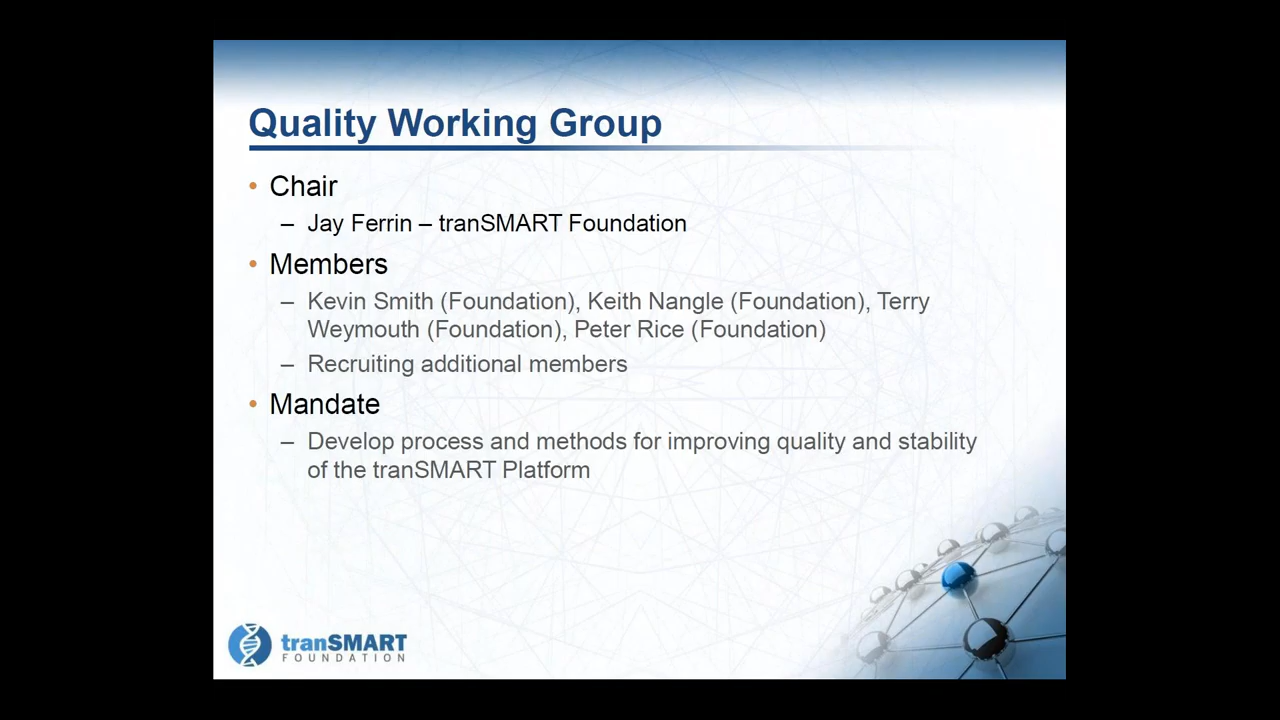 Quality Working Group
• Chair
– Jay Ferrin – tranSMART Foundation
• Members
– Kevin Smith (Foundation), Keith Nangle (Foundation), Terry
Weymouth (Foundation), Peter Rice (Foundation)
– Recruiting additional members
• Mandate
– Develop process and methods for improving quality and stability
of the tranSMART Platform
tranSMART
FOUNDATION